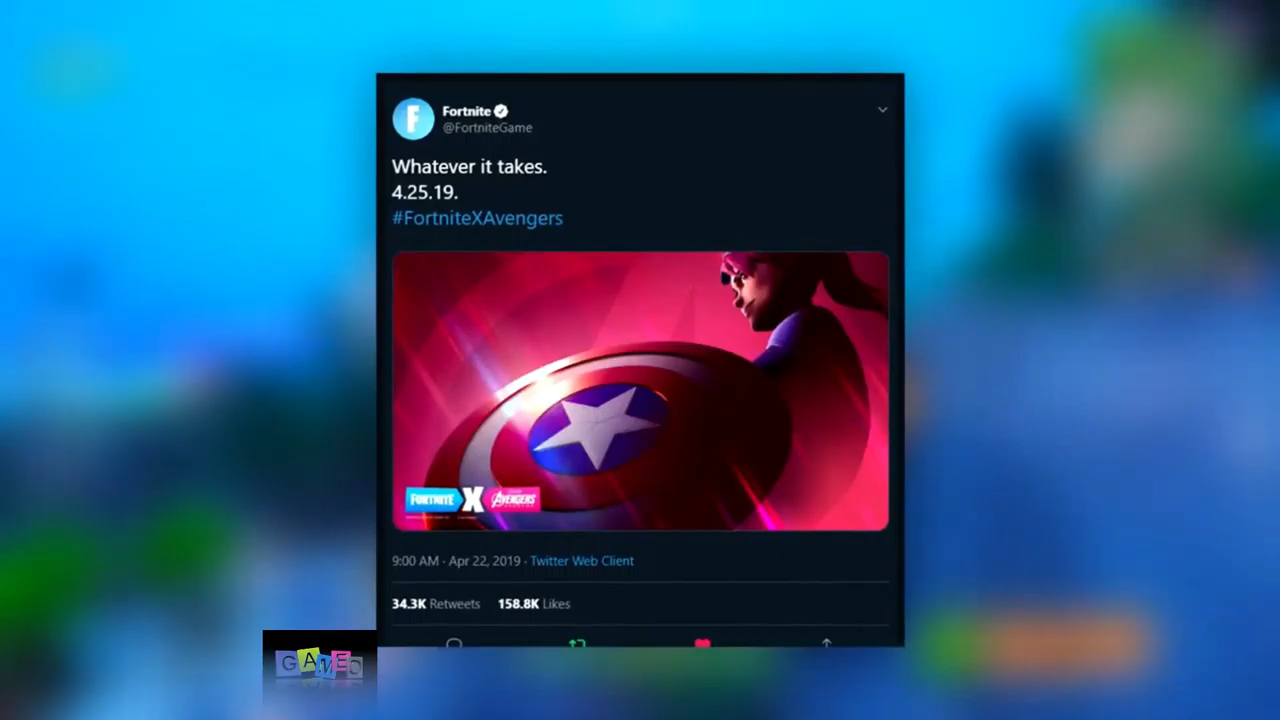 Fortnite
@FortniteGame
Whatever it takes.
4.25.19.
#FortniteXAvengers
FORTNITE X AVENGERS
9:00 AM · Apr 22, 2019 · Twitter Web Client
34.3K Retweets 158.8K Likes
GAMEO